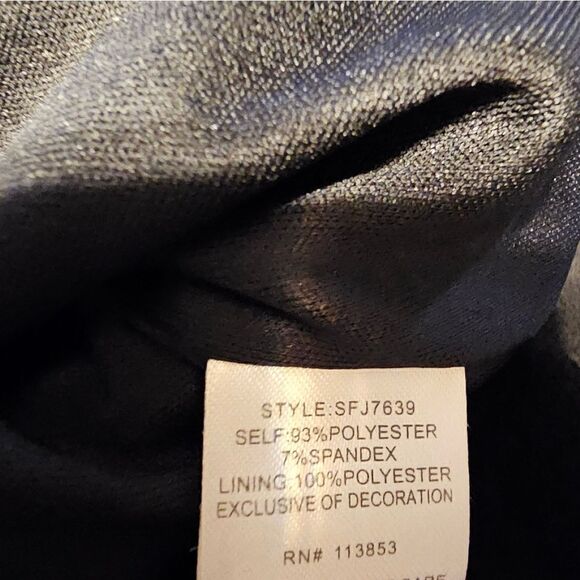 STYLE:SFJ7639
SELF:93%POLYESTER
7%SPANDEX
LINING:100%POLYESTER
EXCLUSIVE OF DECORATION
RN# 113853